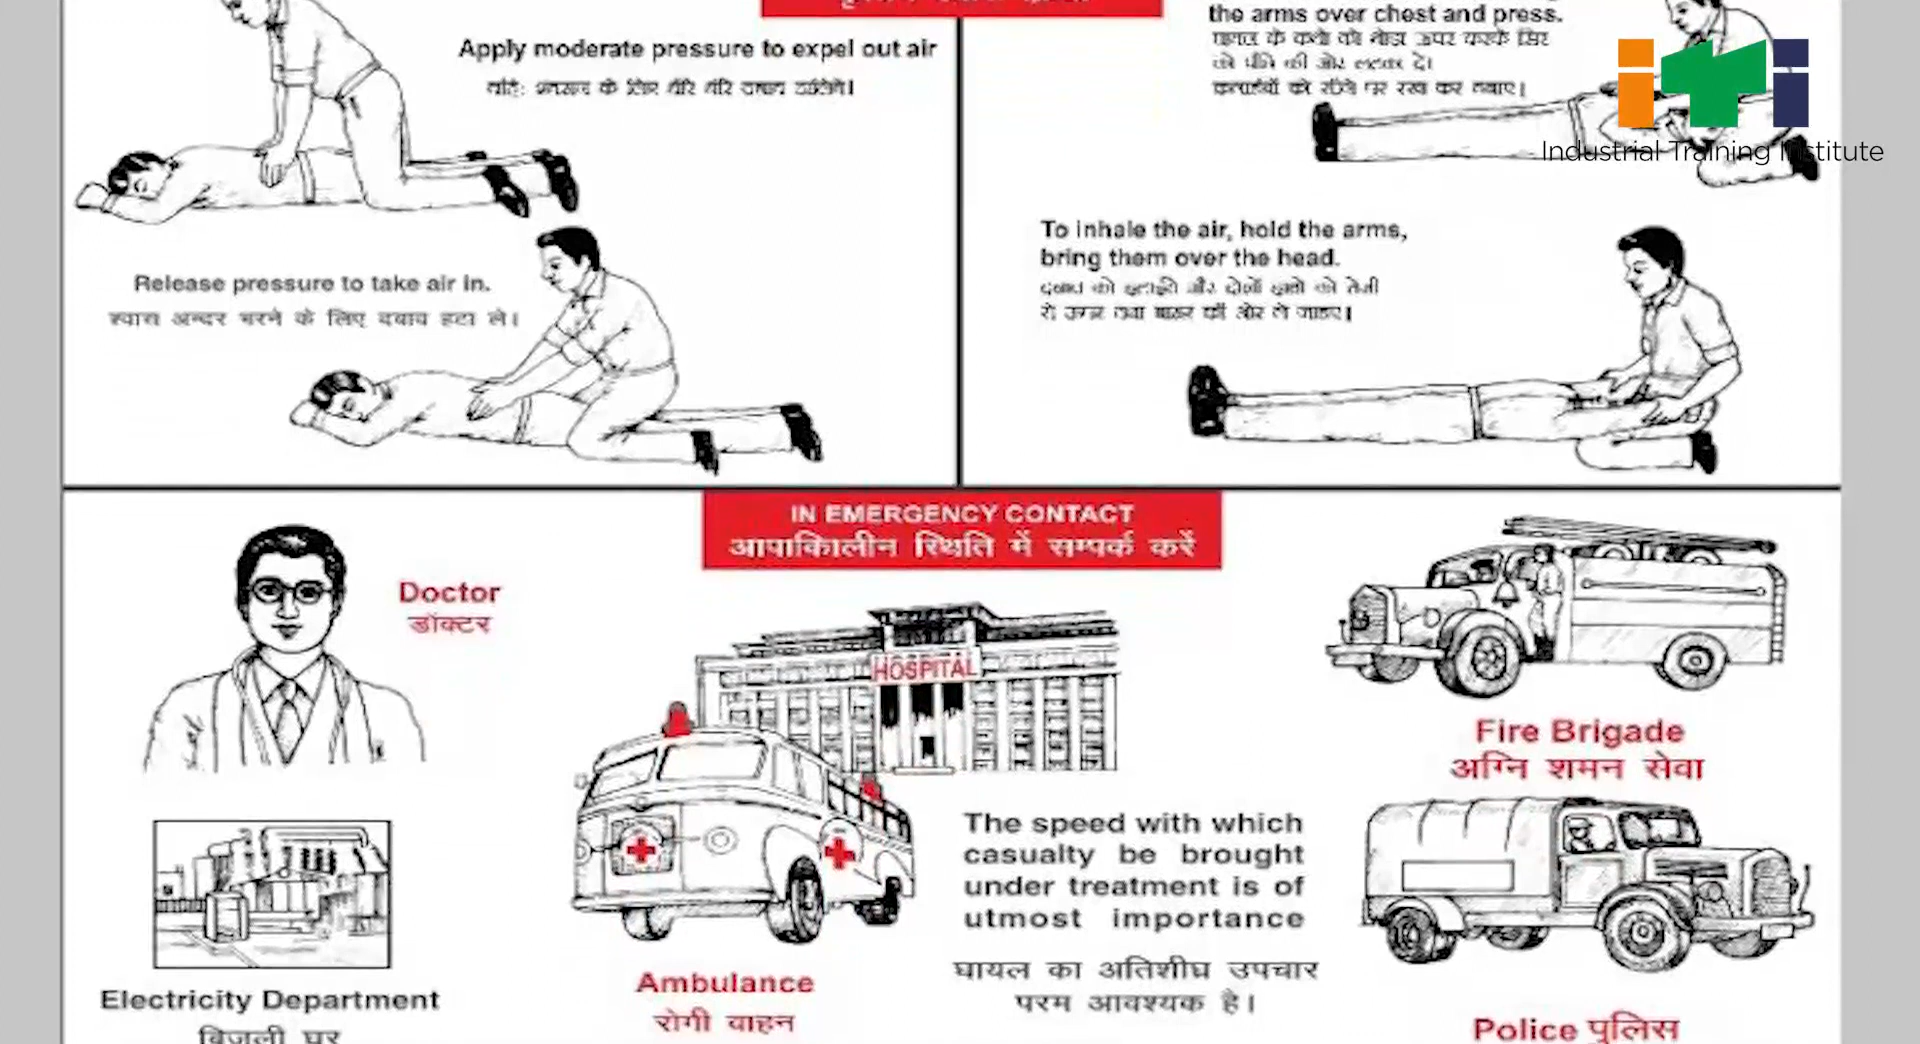 Apply moderate pressure to expel out air
the arms over chest and press.
Industrial Training Institute
Release pressure to take air in.
श्वास अन्दर भरने के लिए दबाव हटा ले।
To inhale the air, hold the arms,
bring them over the head.
IN EMERGENCY CONTACT
स्थिति में सम्पर्क करें
Doctor
डॉक्टर
HOSPITAL
Fire Brigade
अग्नि शमन सेवा
The speed with which
casualty be brought
under treatment is of
utmost importance
घायल का अतिशीघ्र उपचार
परम आवश्यक है।
Electricity Department
बिजली घर
Ambulance
रोगी वाहन
Police पुलिस